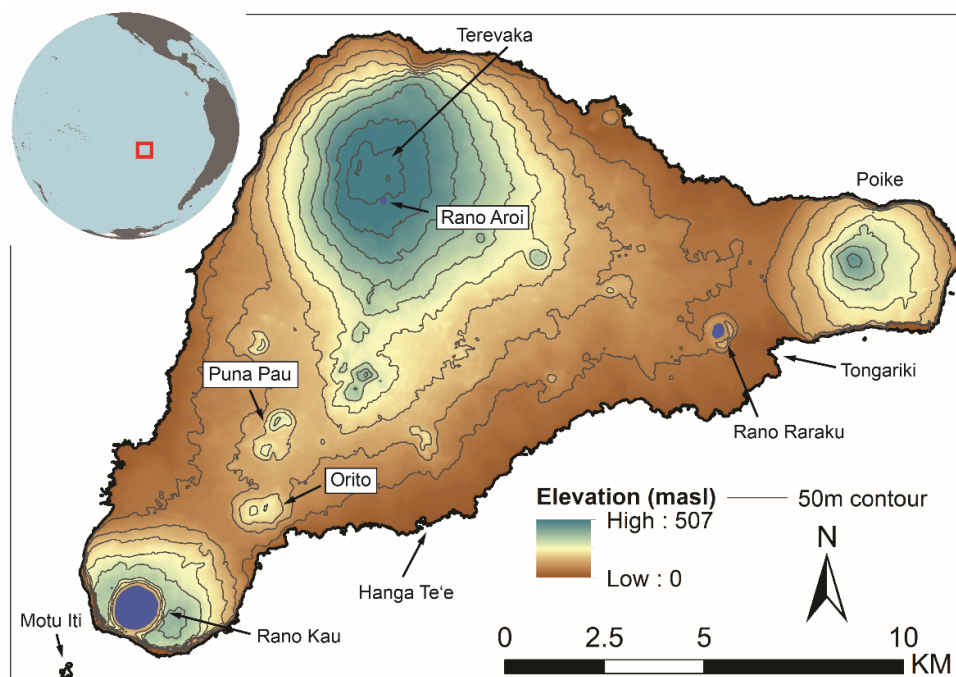 Terevaka
Poike
Rano Aroi
Puna Pau
Tongariki
Rano Raraku
Orito
Elevation (masl)
50m contour
High : 507
Low : 0
N
Hanga Te‘e
Motu Iti
Rano Kau
0 2.5 5 10
KM